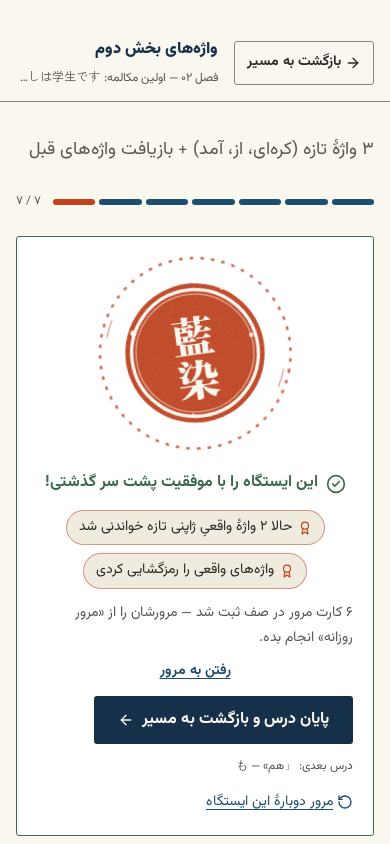 بازگشت به مسیر
واژه‌های بخش دوم
فصل ۰۲ — اولین مکالمه: しは学生です...
۳ واژهٔ تازه (کره‌ای، از، آمد) + بازیافت واژه‌های قبل
۷ / ۷
藍染
این ایستگاه را با موفقیت پشت سر گذشتی!
حالا ۲ واژهٔ واقعیِ ژاپنی تازه خواندنی شد
واژه‌های واقعی را رمزگشایی کردی
۶ کارت مرور در صف ثبت شد — مرورشان را از «مرور
روزانه» انجام بده.
رفتن به مرور
پایان درس و بازگشت به مسیر
درس بعدی: 「هم» — も
مرور دوبارهٔ این ایستگاه